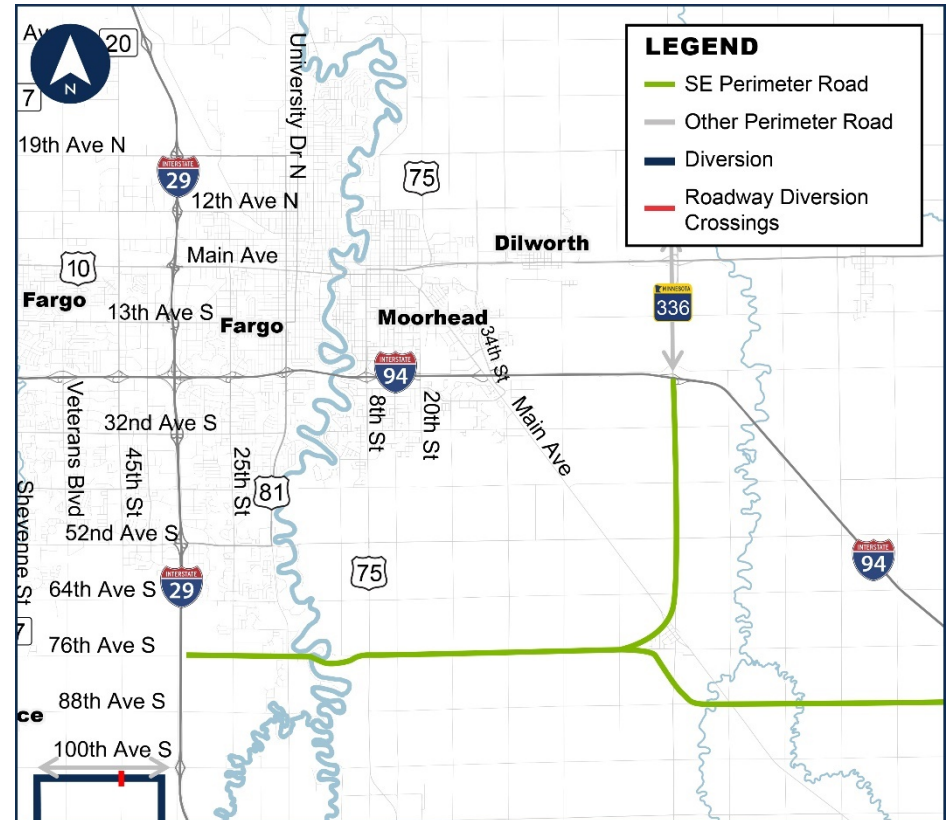 Av
20
N
7
19th Ave N
INTERSTATE
29
12th Ave N
University Dr N
75
LEGEND
SE Perimeter Road
Other Perimeter Road
Diversion
Roadway Diversion
Crossings
Main Ave
10
Dilworth
Fargo
13th Ave S
Fargo
Moorhead
MINNESOTA
336
34th St
INTERSTATE
94
Veterans Blvd
32nd Ave S
45th St
25th St
8th St
20th St
Main Ave
81
Sheyenne St
52nd Ave S
75
INTERSTATE
94
64th Ave S
INTERSTATE
29
7
76th Ave S
88th Ave S
ce
100th Ave S